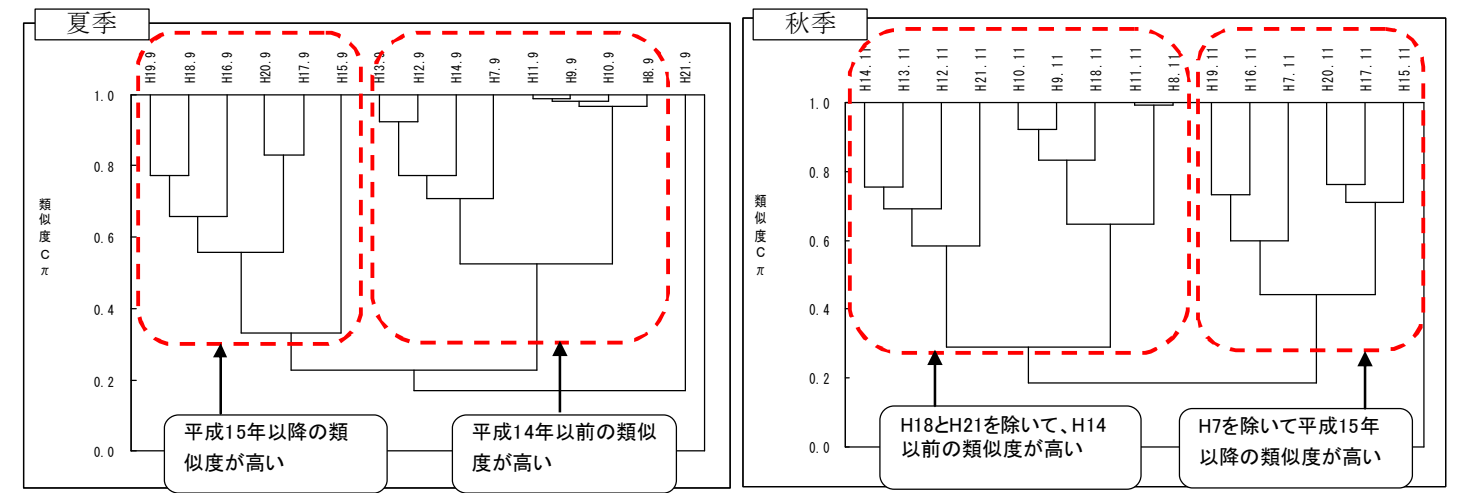 夏季
H19.9
H18.9
H16.9
H20.9
H17.9
H15.9
H13.9
H12.9
H14.9
H7.9
H11.9
H9.9
H10.9
H8.9
H21.9
1.0
0.8
0.6
0.4
0.2
0.0
類似度Cπ
平成15年以降の類
似度が高い
平成14年以前の類似
度が高い
秋季
H14.11
H13.11
H12.11
H21.11
H10.11
H9.11
H18.11
H11.11
H8.11
H19.11
H16.11
H7.11
H20.11
H17.11
H15.11
1.0
0.8
0.6
0.4
0.2
0.0
類似度Cπ
H18とH21を除いて、H14
以前の類似度が高い
H7を除いて平成15年
以降の類似度が高い